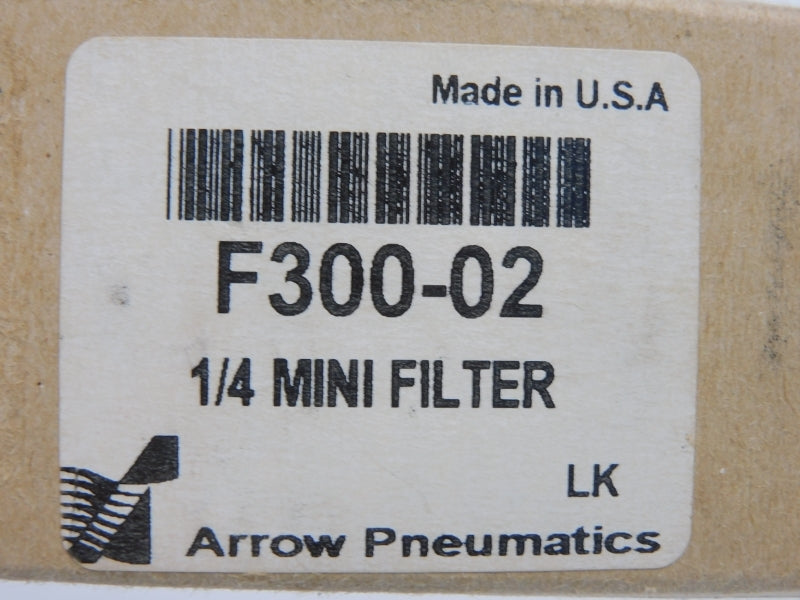 Made in U.S.A
F300-02
1/4 MINI FILTER
LK
Arrow Pneumatics